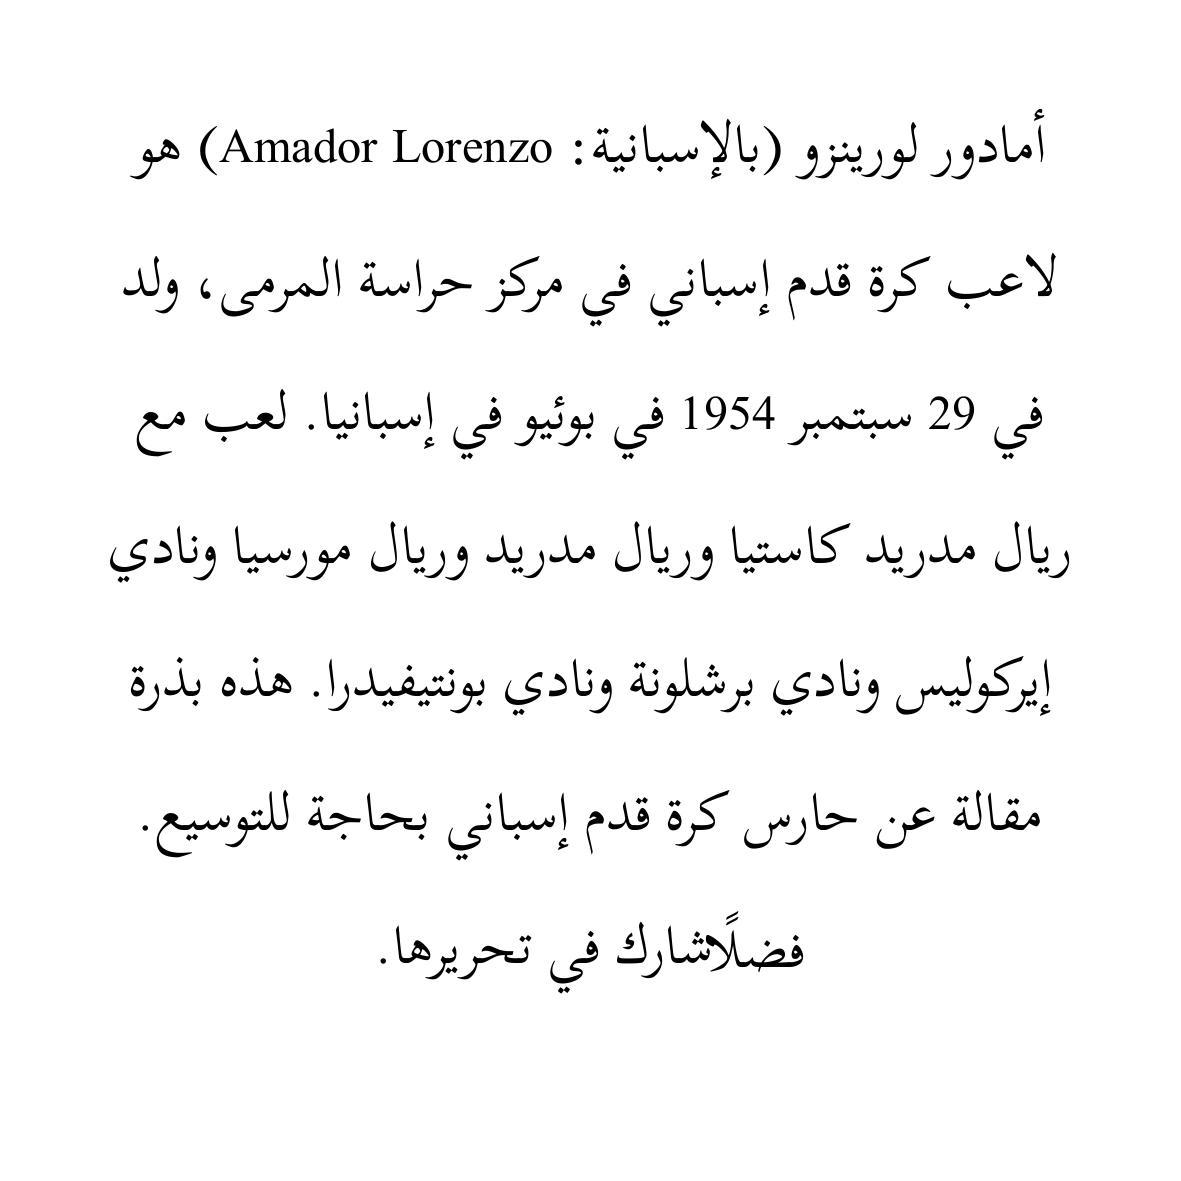 أمادور لورينزو (بالإسبانية: Amador Lorenzo) هو
لاعب كرة قدم إسباني في مركز حراسة المرمى، ولد
في 29 سبتمبر 1954 في بوئيو في إسبانيا. لعب مع
ريال مدريد كاستيا وريال مدريد وريال مورسيا ونادي
إيركوليس ونادي برشلونة ونادي بونتيفيدرا. هذه بذرة
مقالة عن حارس كرة قدم إسباني بحاجة للتوسيع.
فضلًاشارك في تحريرها.